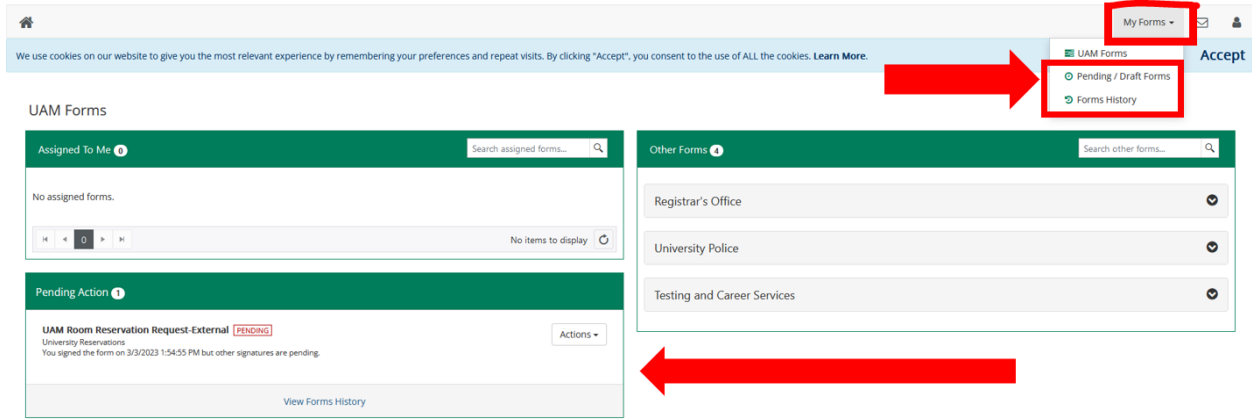 My Forms
We use cookies on our website to give you the most relevant experience by remembering your preferences and repeat visits. By clicking "Accept", you consent to the use of ALL the cookies. Learn More.
Accept
UAM Forms
Pending / Draft Forms
Forms History
UAM Forms
Assigned To Me 0
Search assigned forms...
No assigned forms.
0
No items to display
Other Forms 4
Search other forms...
Registrar's Office
University Police
Testing and Career Services
Pending Action 1
UAM Room Reservation Request-External PENDING
University Reservations
You signed the form on 3/3/2023 1:54:55 PM but other signatures are pending.
Actions
View Forms History